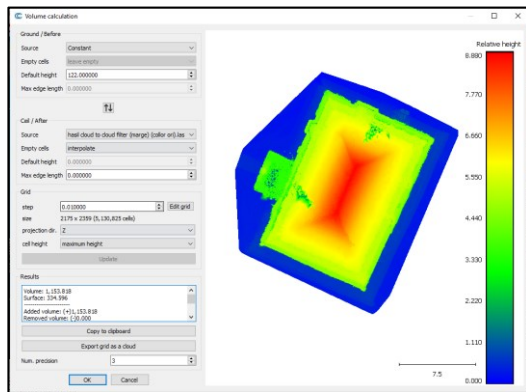 Volume calculation
Ground / Before
Source Constant
Empty cells leave empty
Default height 122.000000
Max edge length 0.000000
Ceil / After
Source hasil cloud to cloud filter (marge) (collor ori).las
Empty cells interpolate
Default height 0.000000
Max edge length 0.000000
Grid
step 0.010000 Edit grid
size 2175 x 2359 (5,130,825 cells)
projection dir. Z
cell height maximum height
Update
Results
Volume: 1,153.818
Surface: 334.596
----------------------
Added volume: (+)1,153.818
Removed volume: (-)0.000
Copy to clipboard
Export grid as a cloud
Num. precision 3
OK Cancel
Relative height
8.880
7.770
6.660
5.550
4.440
3.330
2.220
1.110
0.000
7.5